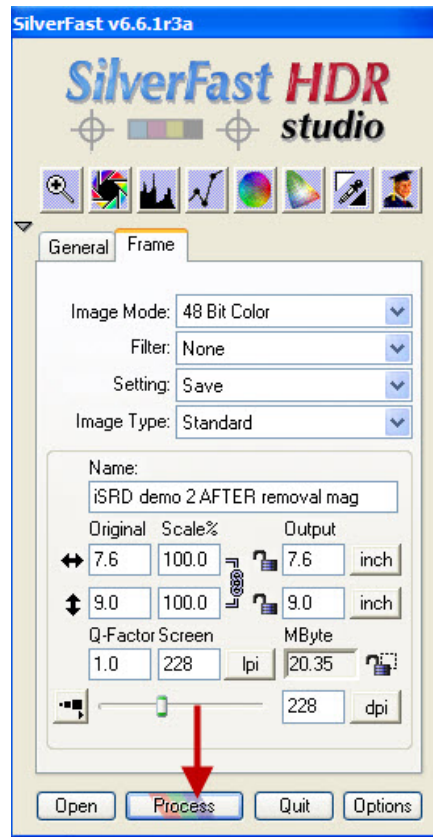 SilverFast v6.6.1r3a
SilverFast HDR
studio
General Frame
Image Mode: 48 Bit Color
Filter: None
Setting: Save
Image Type: Standard
Name:
iSRD demo 2 AFTER removal mag
Original Scale% Output
7.6 100.0 7.6 inch
9.0 100.0 9.0 inch
Q-Factor Screen MByte
1.0 228 lpi 20.35
228 dpi
Open Process Quit Options